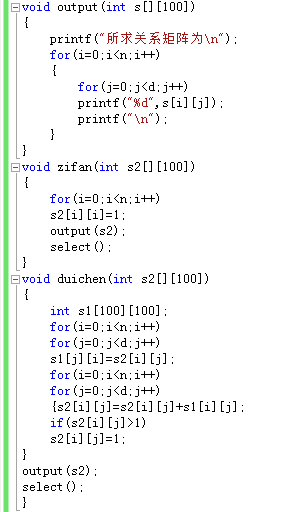 void output(int s[][100])
{
printf("所求关系矩阵为\n");
for(i=0;i<n;i++)
{
for(j=0;j<d;j++)
printf("%d",s[i][j]);
printf("\n");
}
}
void zifan(int s2[][100])
{
for(i=0;i<n;i++)
s2[i][i]=1;
output(s2);
select();
}
void duichen(int s2[][100])
{
int s1[100][100];
for(i=0;i<n;i++)
for(j=0;j<d;j++)
s1[j][i]=s2[i][j];
for(i=0;i<n;i++)
for(j=0;j<d;j++)
{s2[i][j]=s2[i][j]+s1[i][j];
if(s2[i][j]>1)
s2[i][j]=1;
}
output(s2);
select();
}